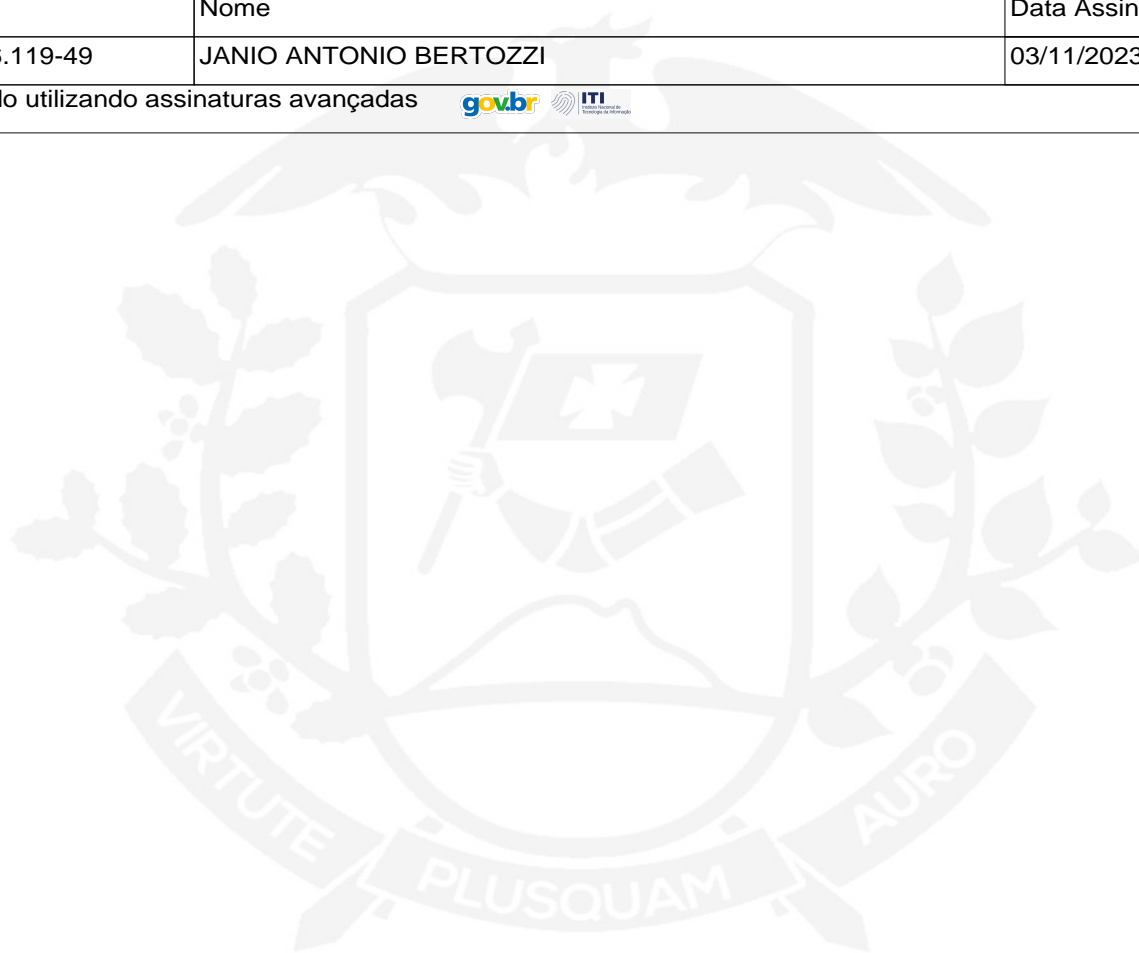 Nome Data Assin
.119-49 JANIO ANTONIO BERTOZZI 03/11/2023
do utilizando assinaturas avançadas gov.br ITI
VIRTUTE PLUSQUAM AURO